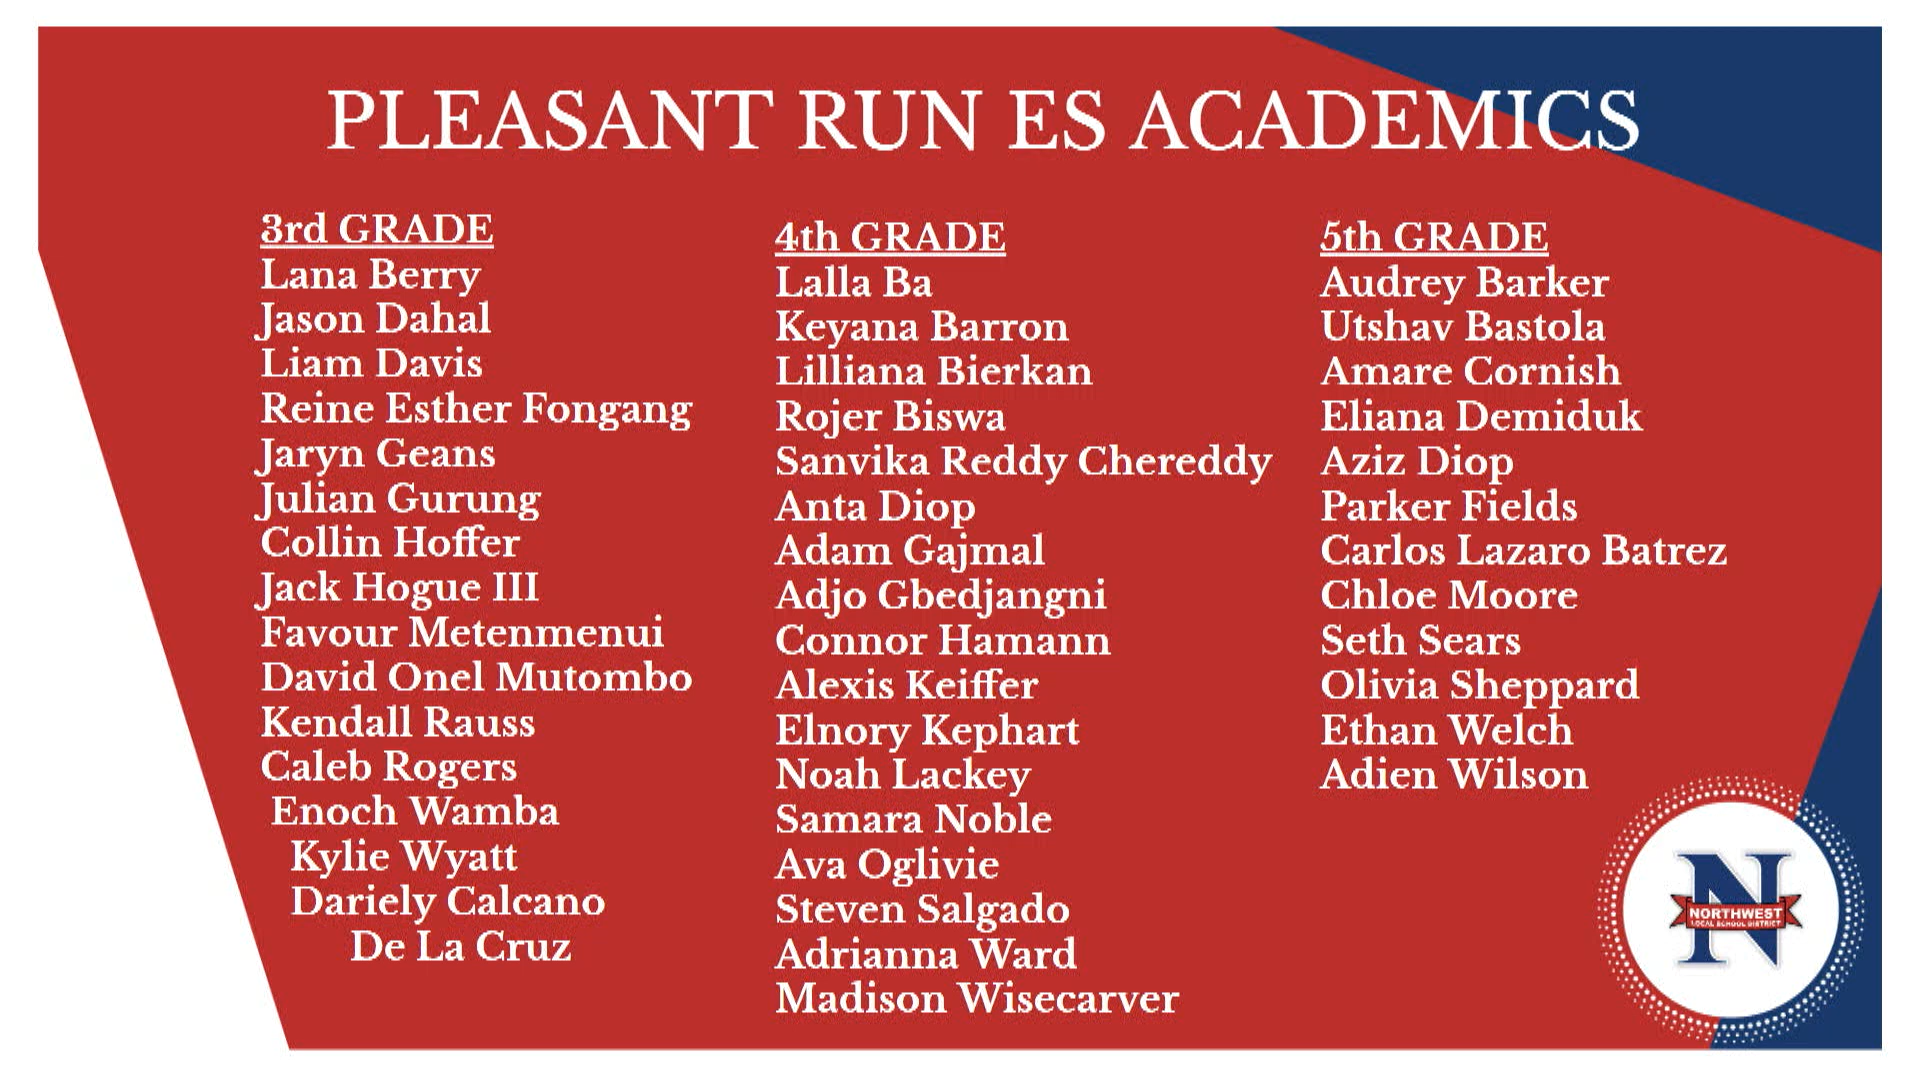 PLEASANT RUN ES ACADEMICS
3rd GRADE
Lana Berry
Jason Dahal
Liam Davis
Reine Esther Fongang
Jaryn Geans
Julian Gurung
Collin Hoffer
Jack Hogue III
Favour Metenmenui
David Onel Mutombo
Kendall Rauss
Caleb Rogers
Enoch Wamba
Kylie Wyatt
Dariely Calcano
De La Cruz
4th GRADE
Lalla Ba
Keyana Barron
Lilliana Bierkan
Rojer Biswa
Sanvika Reddy Chereddy
Anta Diop
Adam Gajmal
Adjo Gbedjangni
Connor Hamann
Alexis Keiffer
Elnory Kephart
Noah Lackey
Samara Noble
Ava Oglivie
Steven Salgado
Adrianna Ward
Madison Wisecarver
5th GRADE
Audrey Barker
Utshav Bastola
Amare Cornish
Eliana Demiduk
Aziz Diop
Parker Fields
Carlos Lazaro Batrez
Chloe Moore
Seth Sears
Olivia Sheppard
Ethan Welch
Adien Wilson
N
NORTHWEST
LOCAL SCHOOL DISTRICT